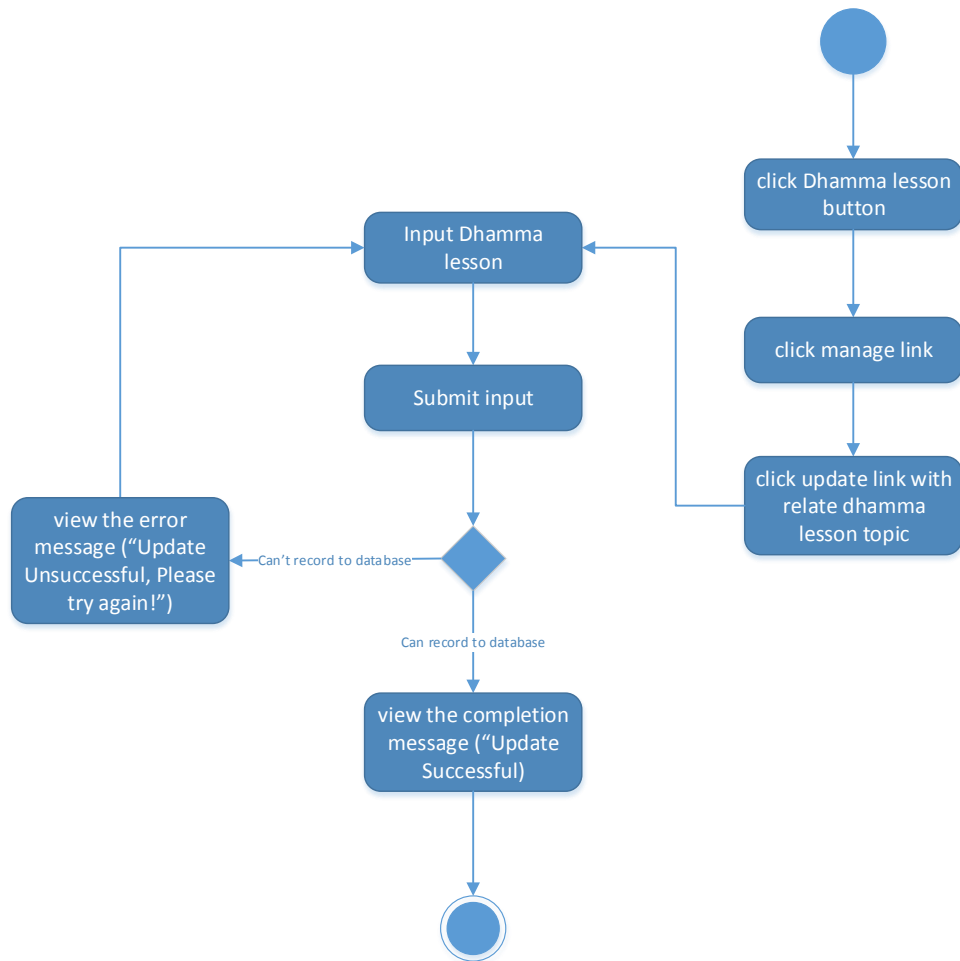 click Dhamma lesson
button
click manage link
click update link with
relate dhamma
lesson topic
Input Dhamma
lesson
Submit input
Can’t record to database
view the error
message (“Update
Unsuccessful, Please
try again!”)
Can record to database
view the completion
message (“Update
Successful)